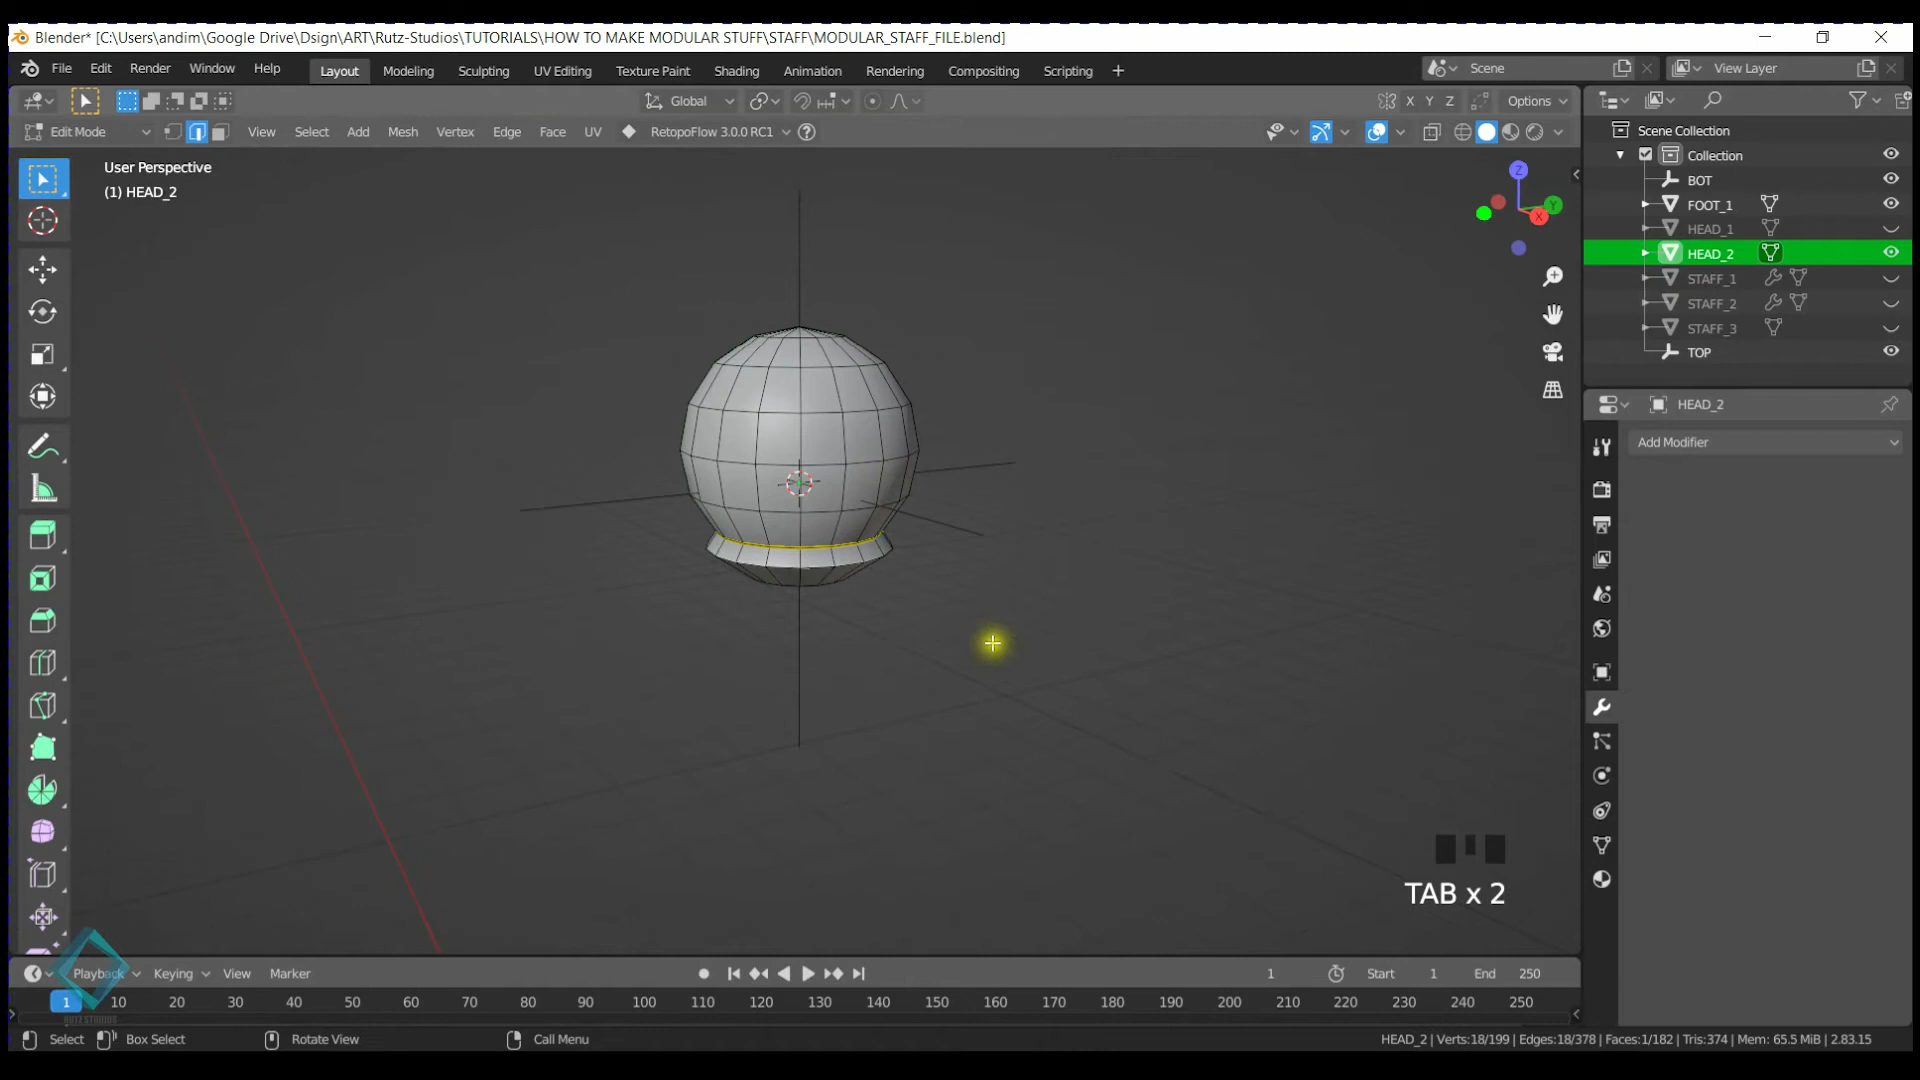 Blender* [C:\Users\andim\Google Drive\Dsign\ART\Rutz-Studios\TUTORIALS\HOW TO MAKE MODULAR STUFF\STAFF\MODULAR_STAFF_FILE.blend]
File Edit Render Window Help Layout Modeling Sculpting UV Editing Texture Paint Shading Animation Rendering Compositing Scripting + Scene View Layer
Global X Y Z Options
Edit Mode View Select Add Mesh Vertex Edge Face UV RetopoFlow 3.0.0 RC1
User Perspective
(1) HEAD_2
Z
Y
X
Scene Collection
Collection
BOT
FOOT_1
HEAD_1
HEAD_2
STAFF_1
STAFF_2
STAFF_3
TOP
HEAD_2
Add Modifier
TAB x 2
Playback Keying View Marker 1 Start 1 End 250
1 10 20 30 40 50 60 70 80 90 100 110 120 130 140 150 160 170 180 190 200 210 220 230 240 250
RUTZ STUDIOS
Select Box Select Rotate View Call Menu HEAD_2 | Verts:18/199 | Edges:18/378 | Faces:1/182 | Tris:374 | Mem: 65.5 MiB | 2.83.15